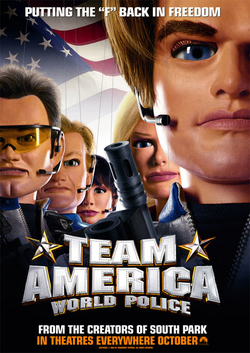 PUTTING THE "F" BACK IN FREEDOM
TEAM
AMERICA
WORLD POLICE
FROM THE CREATORS OF SOUTH PARK
IN THEATRES EVERYWHERE OCTOBER